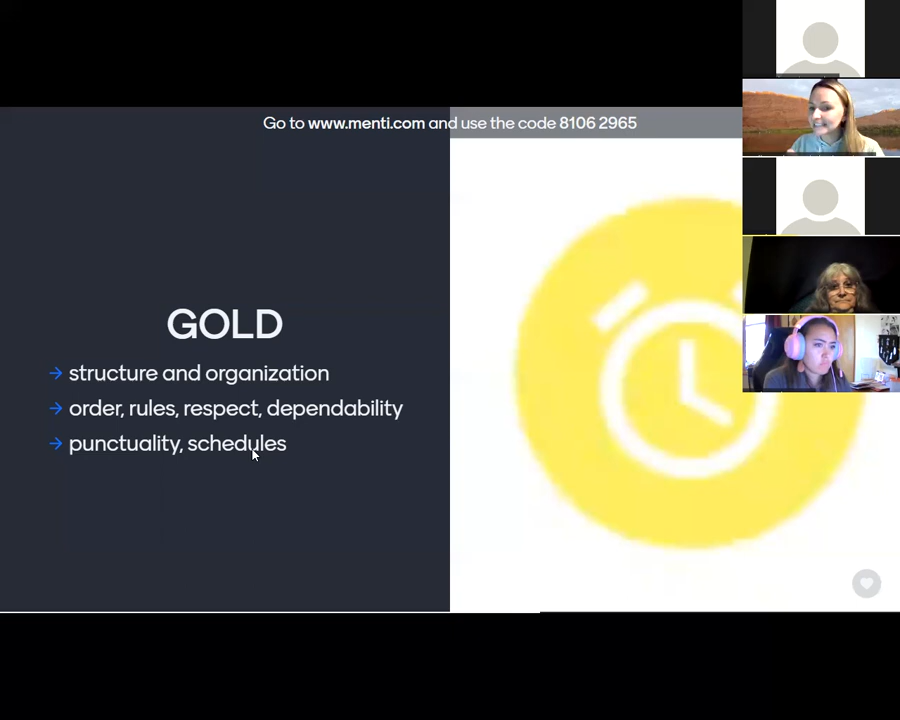 Go to www.menti.com and use the code 8106 2965
GOLD
→ structure and organization
→ order, rules, respect, dependability
→ punctuality, schedules